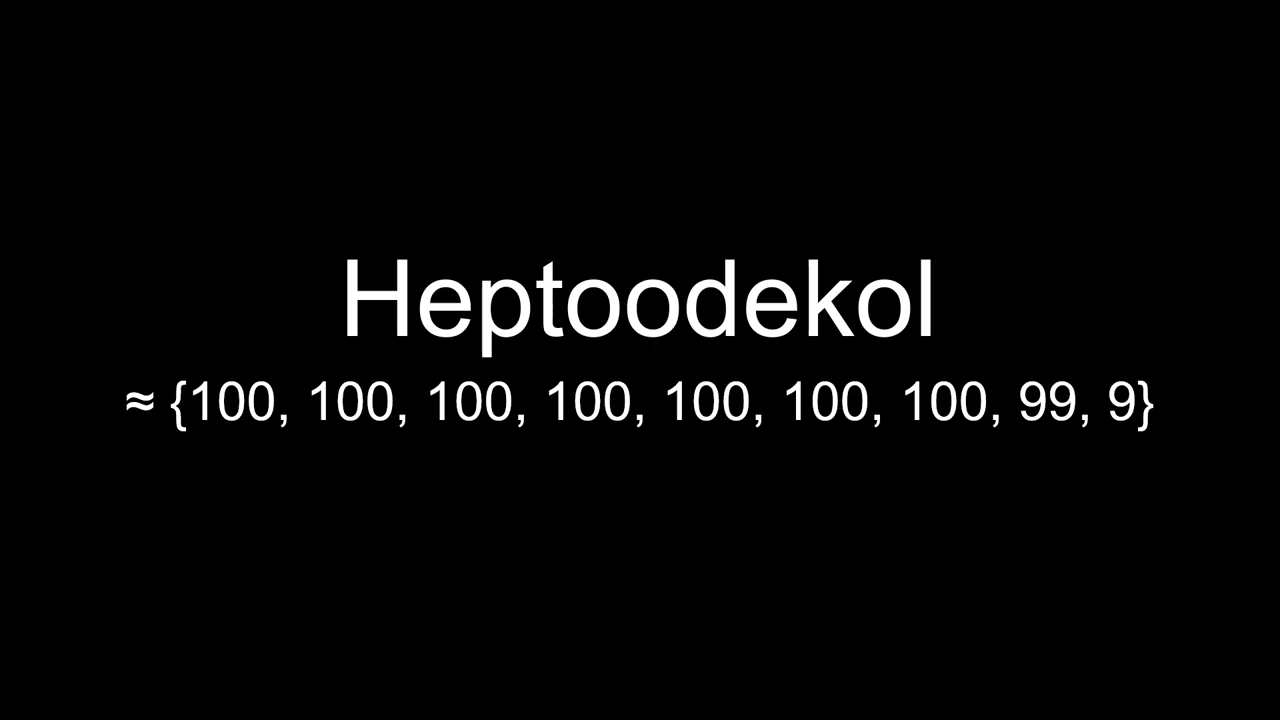 Heptoodekol
≈ {100, 100, 100, 100, 100, 100, 100, 99, 9}